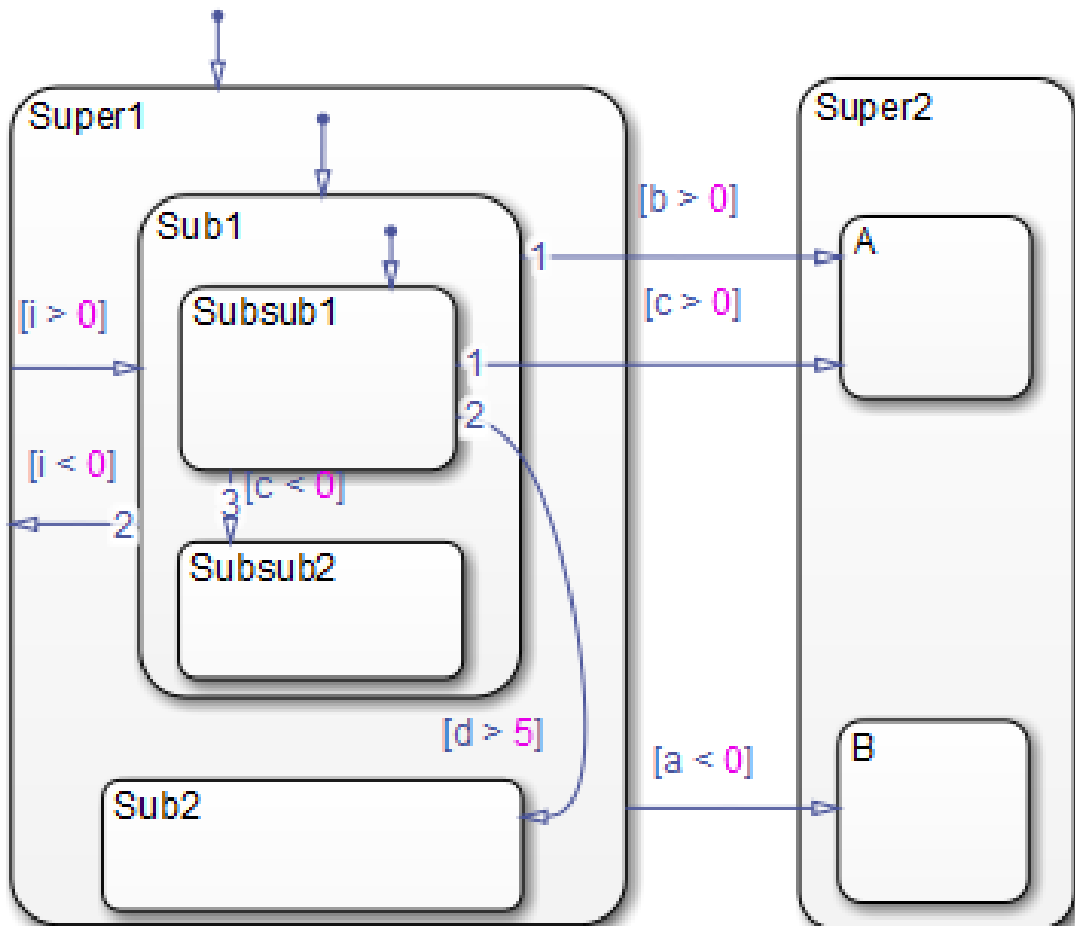 Super1
Super2
Sub1
[b > 0]
A
1
Subsub1
[i > 0]
[c > 0]
1
2
[i < 0]
3
[c < 0]
2
Subsub2
[d > 5]
[a < 0]
B
Sub2